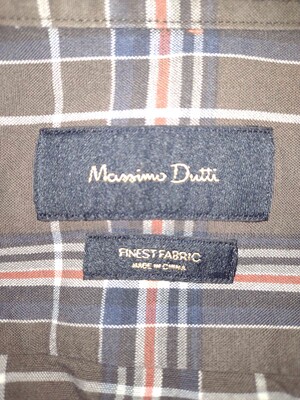 Massimo Dutti
FINEST FABRIC
MADE IN CHINA